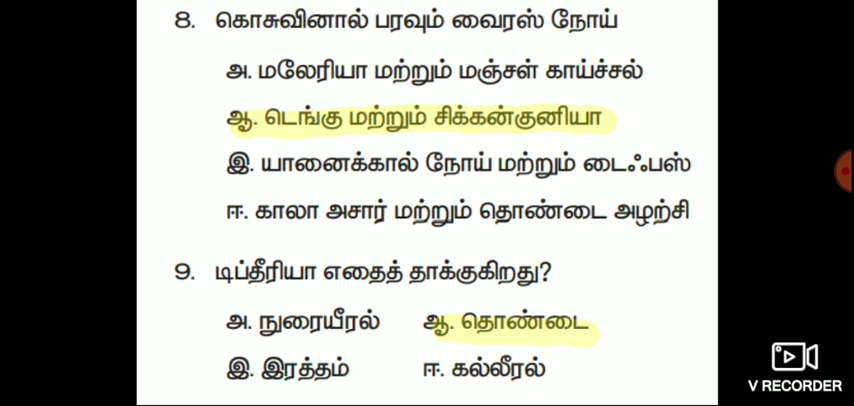 8. கொசுவினால் பரவும் வைரஸ் நோய்
அ. மலேரியா மற்றும் மஞ்சள் காய்ச்சல்
ஆ. டெங்கு மற்றும் சிக்கன்குனியா
இ. யானைக்கால் நோய் மற்றும் டைஃபஸ்
ஈ. காலா அசார் மற்றும் தொண்டை அழற்சி
9. டிப்தீரியா எதைத் தாக்குகிறது?
அ. நுரையீரல் ஆ. தொண்டை
இ. இரத்தம் ஈ. கல்லீரல்
V RECORDER